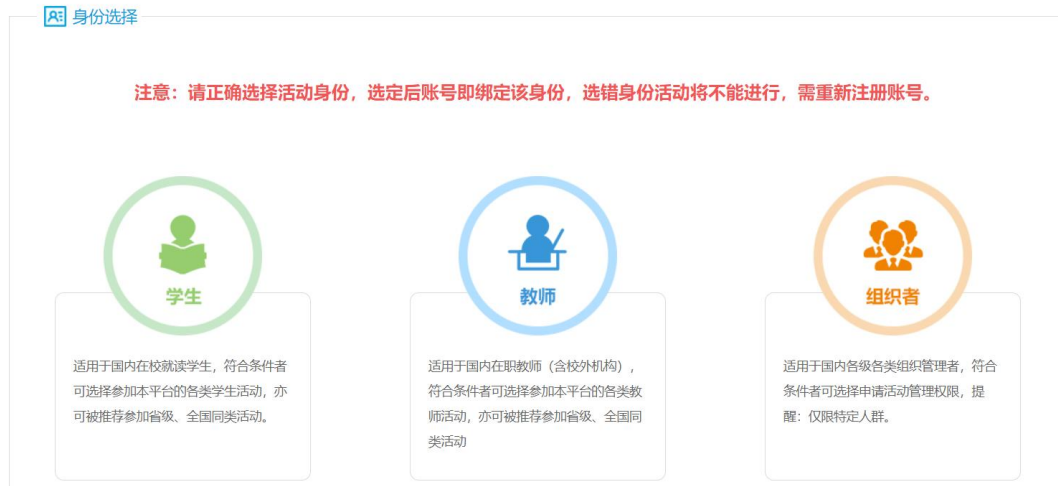 身份选择
注意：请正确选择活动身份，选定后账号即绑定该身份，选错身份活动将不能进行，需重新注册账号。
学生
适用于国内在校就读学生，符合条件者
可选择参加本平台的各类学生活动，亦
可被推荐参加省级、全国同类活动。
教师
适用于国内在职教师（含校外机构），
符合条件者可选择参加本平台的各类教
师活动，亦可被推荐参加省级、全国同
类活动
组织者
适用于国内各级各类组织管理者，符合
条件者可选择申请活动管理权限，提
醒：仅限特定人群。